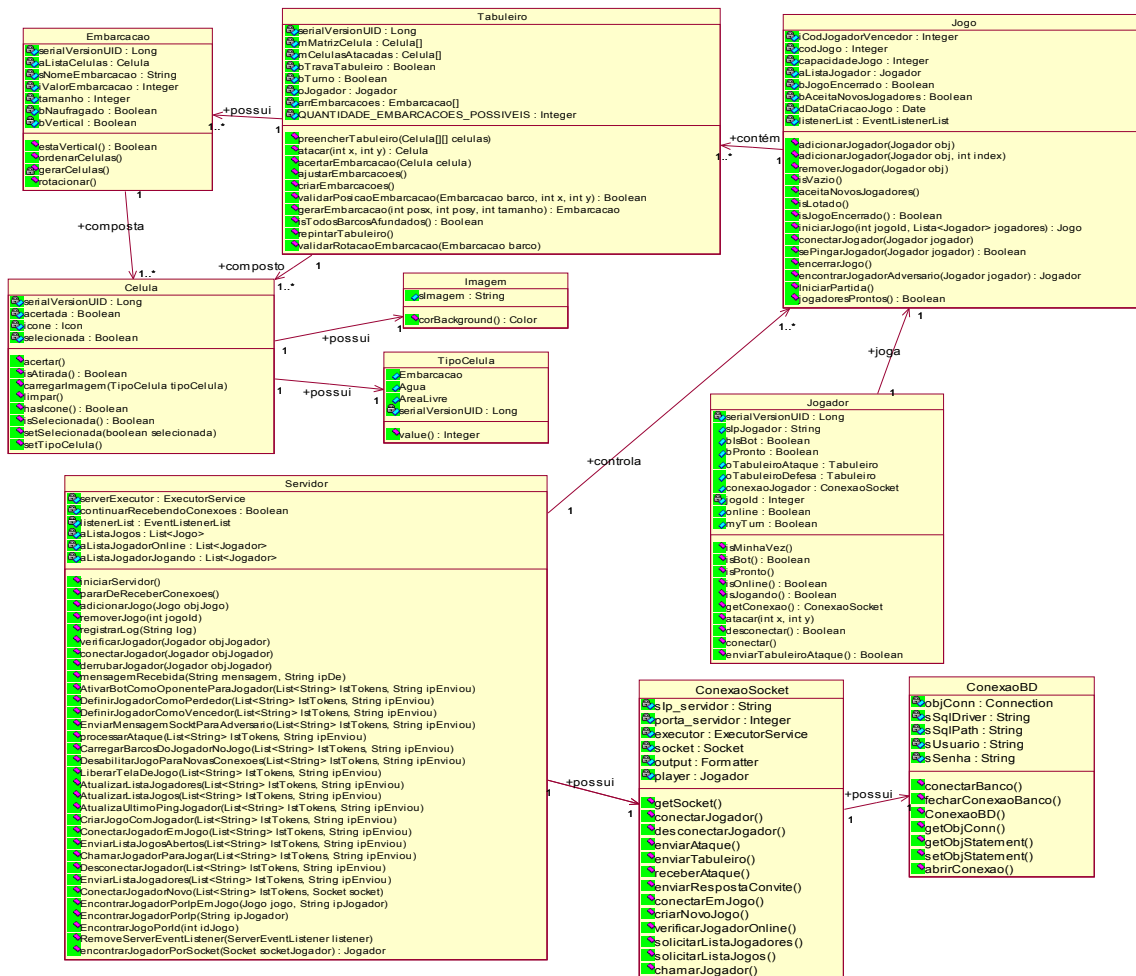 Embarcacao
serialVersionUID : Long
aListaCelulas : Celula
sNomeEmbarcacao : String
iValorEmbarcacao : Integer
tamanho : Integer
bNaufragado : Boolean
bVertical : Boolean
estaVertical() : Boolean
ordenarCelulas()
gerarCelulas()
rotacionar()
Tabuleiro
serialVersionUID : Long
mMatrizCelula : Celula[]
mCelulasAtacadas : Celula[]
bTravaTabuleiro : Boolean
bTurno : Boolean
oJogador : Jogador
arrEmbarcacoes : Embarcacao[]
QUANTIDADE_EMBARCACOES_POSSIVEIS : Integer
preencherTabuleiro(Celula[][] celulas)
atacar(int x, int y) : Celula
acertarEmbarcacao(Celula celula)
ajustarEmbarcacoes()
criarEmbarcacoes()
validarPosicaoEmbarcacao(Embarcacao barco, int x, int y) : Boolean
gerarEmbarcacao(int posx, int posy, int tamanho) : Embarcacao
isTodosBarcosAfundados() : Boolean
repintarTabuleiro()
validarRotacaoEmbarcacao(Embarcacao barco)
Jogo
iCodJogadorVencedor : Integer
codJogo : Integer
capacidadeJogo : Integer
aListaJogador : Jogador
bJogoEncerrado : Boolean
bAceitaNovosJogadores : Boolean
dDataCriacaoJogo : Date
listenerList : EventListenerList
adicionarJogador(Jogador obj)
adicionarJogador(Jogador obj, int index)
removerJogador(Jogador obj)
isVazio()
aceitaNovosJogadores()
isLotado()
isJogoEncerrado() : Boolean
iniciarJogo(int jogoId, Lista<Jogador> jogadores) : Jogo
conectarJogador(Jogador jogador)
sePingarJogador(Jogador jogador) : Boolean
encerrarJogo()
encontrarJogadorAdversario(Jogador jogador) : Jogador
IniciarPartida()
jogadoresProntos() : Boolean
+possui
1
1..*
+contém
1
1..*
+composta
1
1..*
+composto
1
1..*
Celula
serialVersionUID : Long
acertada : Boolean
icone : Icon
selecionada : Boolean
acertar()
isAtirada() : Boolean
carregarImagem(TipoCelula tipoCelula)
limpar()
hasIcone() : Boolean
isSelecionada() : Boolean
setSelecionada(boolean selecionada)
setTipoCelula()
Imagem
sImagem : String
corBackground() : Color
+possui
1
1
TipoCelula
Embarcacao
Agua
AreaLivre
serialVersionUID : Long
value() : Integer
+possui
1
1
+joga
1
1
+controla
1
1..*
Jogador
serialVersionUID : Long
sIpJogador : String
bIsBot : Boolean
bPronto : Boolean
oTabuleiroAtaque : Tabuleiro
oTabuleiroDefesa : Tabuleiro
conexaoJogador : ConexaoSocket
jogoId : Integer
online : Boolean
myTurn : Boolean
isMinhaVez()
isBot() : Boolean
isPronto()
isOnline() : Boolean
isJogando() : Boolean
getConexao() : ConexaoSocket
atacar(int x, int y)
desconectar() : Boolean
conectar()
enviarTabuleiroAtaque() : Boolean
Servidor
serverExecutor : ExecutorService
continuarRecebendoConexoes : Boolean
listenerList : EventListenerList
aListaJogos : List<Jogo>
aListaJogadorOnline : List<Jogador>
aListaJogadorJogando : List<Jogador>
iniciarServidor()
pararDeReceberConexoes()
adicionarJogo(Jogo objJogo)
removerJogo(int jogoId)
registrarLog(String log)
verificarJogador(Jogador objJogador)
conectarJogador(Jogador objJogador)
derrubarJogador(Jogador objJogador)
mensagemRecebida(String mensagem, String ipDe)
AtivarBotComoOponenteParaJogador(List<String> lstTokens, String ipEnviou)
DefinirJogadorComoPerdedor(List<String> lstTokens, String ipEnviou)
DefinirJogadorComoVencedor(List<String> lstTokens, String ipEnviou)
EnviarMensagemSocktParaAdversario(List<String> lstTokens, String ipEnviou)
processarAtaque(List<String> lstTokens, String ipEnviou)
CarregarBarcosDoJogadorNoJogo(List<String> lstTokens, String ipEnviou)
DesabilitarJogoParaNovasConexoes(List<String> lstTokens, String ipEnviou)
LiberarTelaDeJogo(List<String> lstTokens, String ipEnviou)
AtualizarListaJogadores(List<String> lstTokens, String ipEnviou)
AtualizarListaJogos(List<String> lstTokens, String ipEnviou)
AtualizaUltimoPingJogador(List<String> lstTokens, String ipEnviou)
CriarJogoComJogador(List<String> lstTokens, String ipEnviou)
ConectarJogadorEmJogo(List<String> lstTokens, String ipEnviou)
EnviarListaJogosAbertos(List<String> lstTokens, String ipEnviou)
ChamarJogadorParaJogar(List<String> lstTokens, String ipEnviou)
DesconectarJogador(List<String> lstTokens, String ipEnviou)
EnviarListaJogadores(List<String> lstTokens, String ipEnviou)
ConectarJogadorNovo(List<String> lstTokens, Socket socket)
EncontrarJogadorPorIpEmJogo(Jogo jogo, String ipJogador)
EncontrarJogadorPorIp(String ipJogador)
EncontrarJogoPorId(int idJogo)
RemoveServerEventListener(ServerEventListener listener)
encontrarJogadorPorSocket(Socket socketJogador) : Jogador
+possui
1
1
ConexaoSocket
sIp_servidor : String
porta_servidor : Integer
executor : ExecutorService
socket : Socket
output : Formatter
player : Jogador
getSocket()
conectarJogador()
desconectarJogador()
enviarAtaque()
enviarTabuleiro()
receberAtaque()
enviarRespostaConvite()
conectarEmJogo()
criarNovoJogo()
verificarJogadorOnline()
solicitarListaJogadores()
solicitarListaJogos()
chamarJogador()
+possui
1
1
ConexaoBD
objConn : Connection
sSqlDriver : String
sSqlPath : String
sUsuario : String
sSenha : String
conectarBanco()
fecharConexaoBanco()
ConexaoBD()
getObjConn()
getObjStatement()
setObjStatement()
abrirConexao()